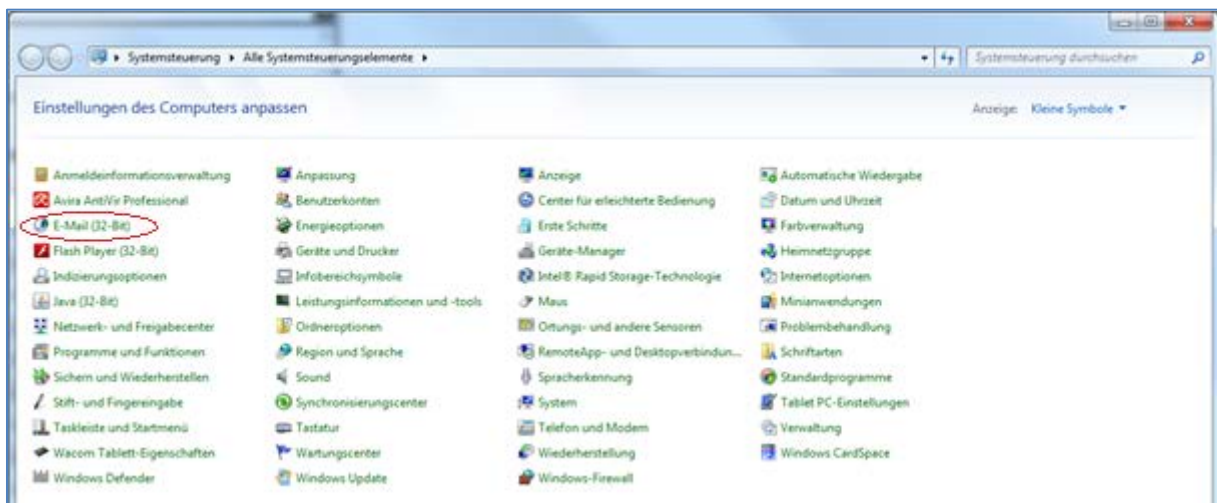 Systemsteuerung ▸ Alle Systemsteuerungselemente ▸
Systemsteuerung durchsuchen
Einstellungen des Computers anpassen
Anzeige: Kleine Symbole
Anmeldeinformationsverwaltung
Anpassung
Anzeige
Automatische Wiedergabe
Avira AntiVir Professional
Benutzerkonten
Center für erleichterte Bedienung
Datum und Uhrzeit
E-Mail (32-Bit)
Energieoptionen
Erste Schritte
Farbverwaltung
Flash Player (32-Bit)
Geräte und Drucker
Geräte-Manager
Heimnetzgruppe
Indizierungsoptionen
Infobereichsymbole
Intel® Rapid Storage-Technologie
Internetoptionen
Java (32-Bit)
Leistungsinformationen und -tools
Maus
Minianwendungen
Netzwerk- und Freigabecenter
Ordneroptionen
Ortungs- und andere Sensoren
Problembehandlung
Programme und Funktionen
Region und Sprache
RemoteApp- und Desktopverbindun...
Schriftarten
Sichern und Wiederherstellen
Sound
Spracherkennung
Standardprogramme
Stift- und Fingereingabe
Synchronisierungscenter
System
Tablet PC-Einstellungen
Taskleiste und Startmenü
Tastatur
Telefon und Modem
Verwaltung
Wacom Tablett-Eigenschaften
Wartungscenter
Wiederherstellung
Windows CardSpace
Windows Defender
Windows Update
Windows-Firewall